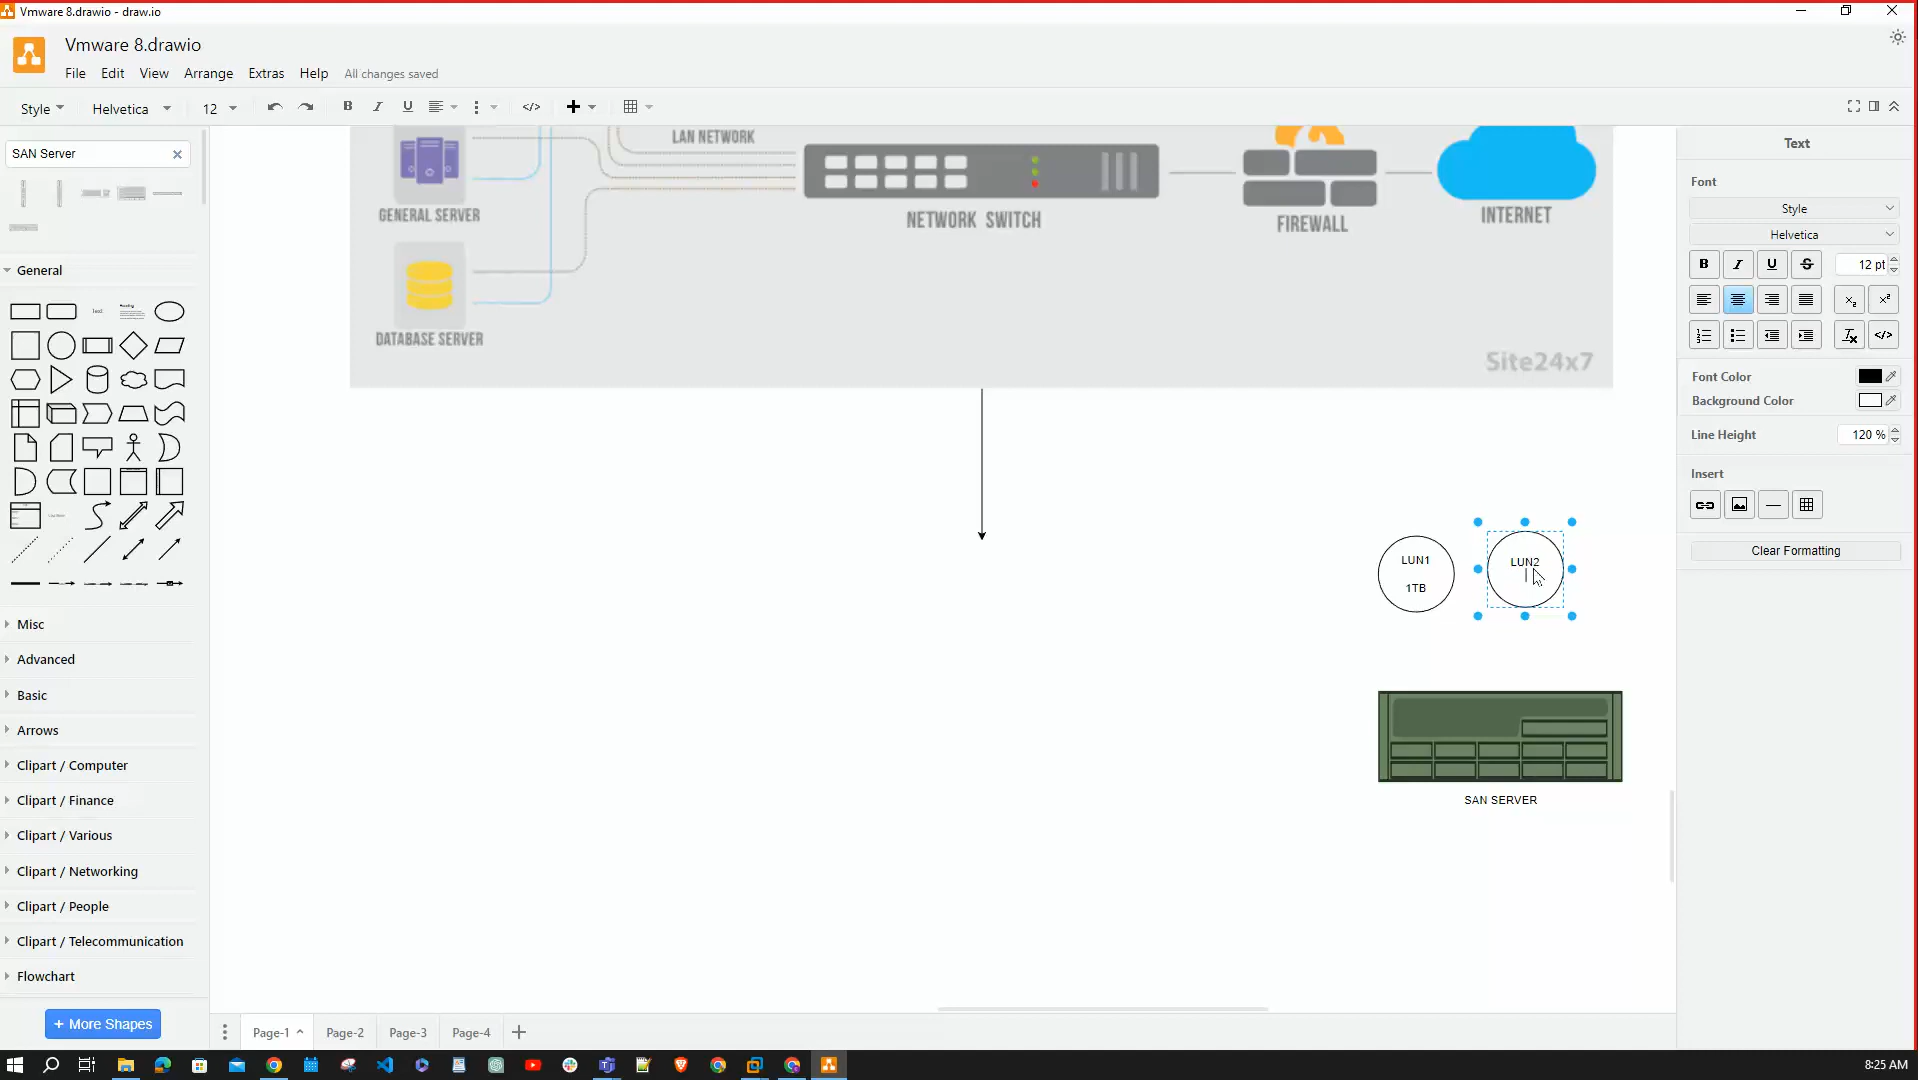 Vmware 8.drawio - draw.io
Vmware 8.drawio
File Edit View Arrange Extras Help All changes saved
Style Helvetica 12 B I U </>
SAN Server
General
Text
Heading
Misc
Advanced
Basic
Arrows
Clipart / Computer
Clipart / Finance
Clipart / Various
Clipart / Networking
Clipart / People
Clipart / Telecommunication
Flowchart
+ More Shapes
LAN NETWORK
GENERAL SERVER
NETWORK SWITCH
FIREWALL
INTERNET
DATABASE SERVER
Site24x7
LUN1
1TB
LUN2
SAN SERVER
Text
Font
Style
Helvetica
B I U S 12 pt
Font Color
Background Color
Line Height 120 %
Insert
Clear Formatting
Page-1 Page-2 Page-3 Page-4
8:25 AM